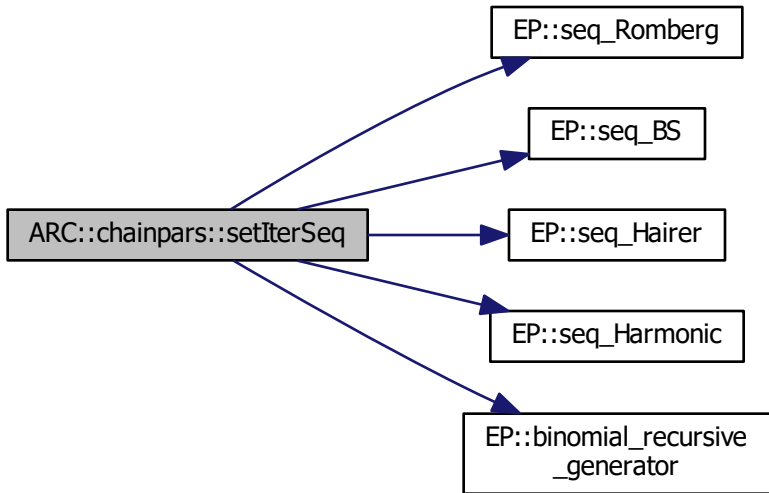 EP::seq_Romberg
EP::seq_BS
ARC::chainpars::setIterSeq
EP::seq_Hairer
EP::seq_Harmonic
EP::binomial_recursive
_generator